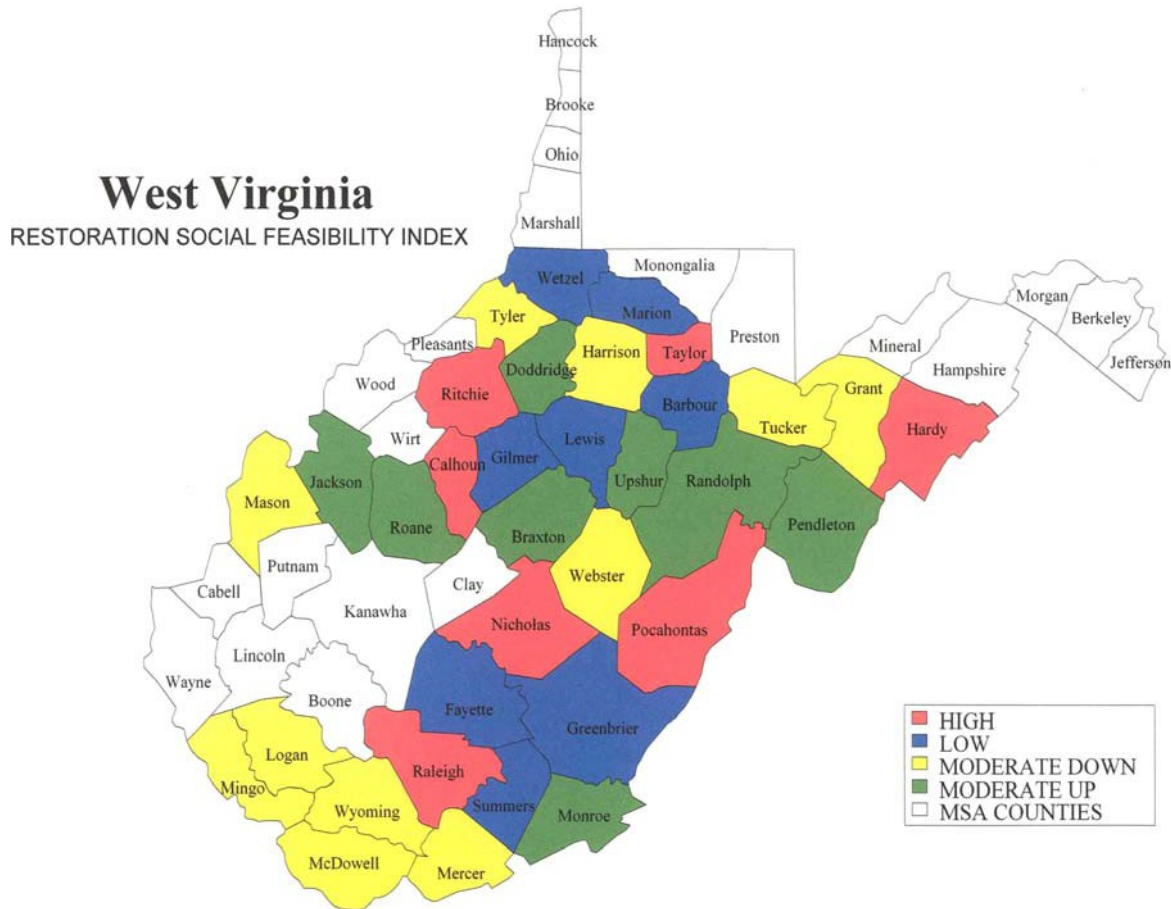 West Virginia
RESTORATION SOCIAL FEASIBILITY INDEX
Hancock
Brooke
Ohio
Marshall
Wetzel
Monongalia
Marion
Tyler
Pleasants
Doddridge
Harrison
Taylor
Preston
Mineral
Morgan
Berkeley
Jefferson
Hampshire
Wood
Ritchie
Barbour
Tucker
Grant
Hardy
Wirt
Calhoun
Gilmer
Lewis
Upshur
Randolph
Pendleton
Mason
Jackson
Roane
Braxton
Webster
Putnam
Cabell
Kanawha
Clay
Nicholas
Pocahontas
Wayne
Lincoln
Boone
Fayette
Greenbrier
Logan
Mingo
Raleigh
Wyoming
Summers
Monroe
McDowell
Mercer
HIGH
LOW
MODERATE DOWN
MODERATE UP
MSA COUNTIES